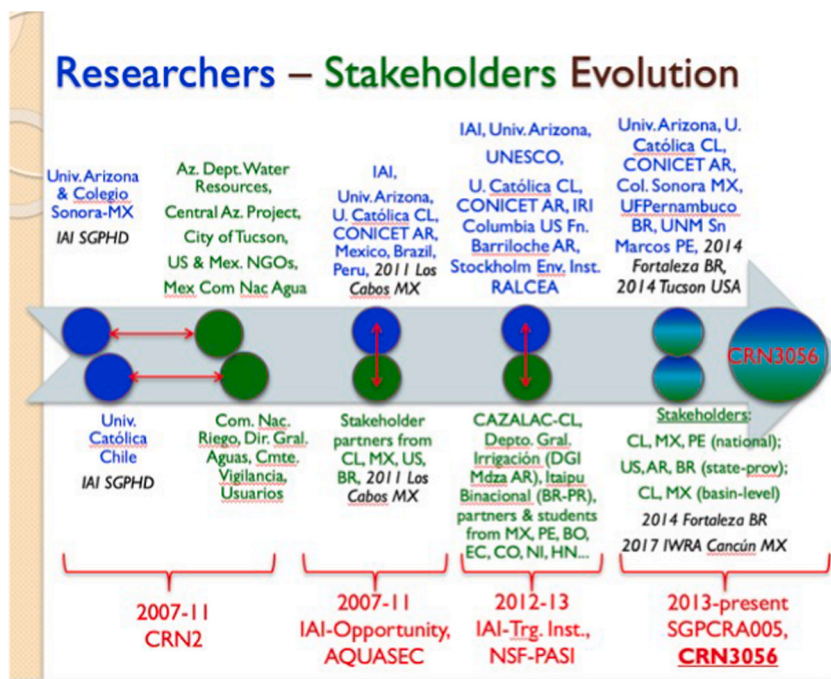 Researchers – Stakeholders Evolution
Univ. Arizona
& Colegio
Sonora-MX
IAI SGPHD
Az. Dept. Water
Resources,
Central Az. Project,
City of Tucson,
US & Mex. NGOs,
Mex Com Nac Agua
IAI,
Univ. Arizona,
U. Católica CL,
CONICET AR,
Mexico, Brazil,
Peru, 2011 Los
Cabos MX
IAI, Univ. Arizona,
UNESCO,
U. Católica CL,
CONICET AR, IRI
Columbia US Fn.
Barriloche AR,
Stockholm Env. Inst.
RALCEA
Univ. Arizona, U.
Católica CL,
CONICET AR,
Col. Sonora MX,
UFPernambuco
BR, UNM Sn
Marcos PE, 2014
Fortaleza BR,
2014 Tucson USA
CRN3056
Univ.
Católica
Chile
IAI SGPHD
Com. Nac.
Riego, Dir. Gral.
Aguas, Cmte.
Vigilancia,
Usuarios
Stakeholder
partners from
CL, MX, US,
BR, 2011 Los
Cabos MX
CAZALAC-CL,
Depto. Gral.
Irrigación (DGI
Mdza AR), Itaipu
Binacional (BR-PR),
partners & students
from MX, PE, BO,
EC, CO, NI, HN...
Stakeholders:
CL, MX, PE (national);
US, AR, BR (state-prov);
CL, MX (basin-level)
2014 Fortaleza BR
2017 IWRA Cancún MX
2007-11
CRN2
2007-11
IAI-Opportunity,
AQUASEC
2012-13
IAI-Trg. Inst.,
NSF-PASI
2013-present
SGPCRA005,
CRN3056